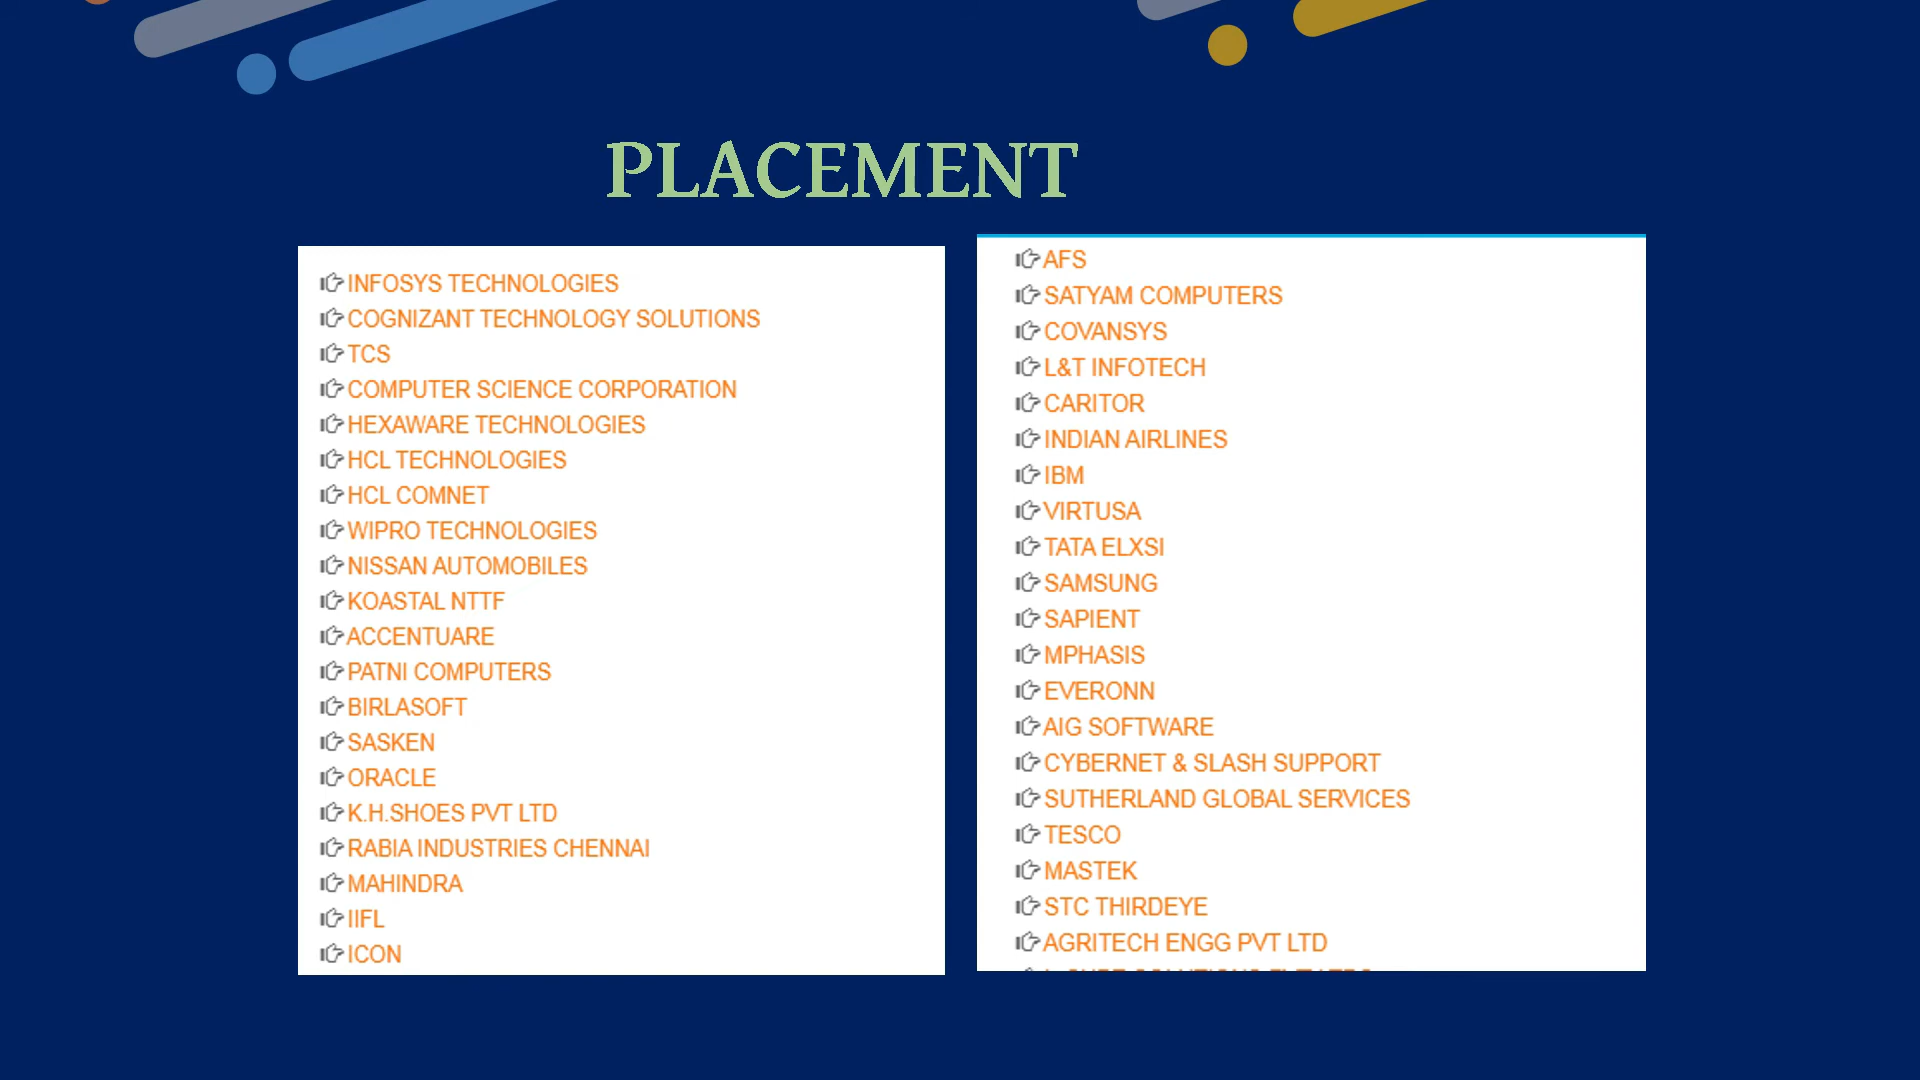 PLACEMENT
INFOSYS TECHNOLOGIES
COGNIZANT TECHNOLOGY SOLUTIONS
TCS
COMPUTER SCIENCE CORPORATION
HEXAWARE TECHNOLOGIES
HCL TECHNOLOGIES
HCL COMNET
WIPRO TECHNOLOGIES
NISSAN AUTOMOBILES
KOASTAL NTTF
ACCENTUARE
PATNI COMPUTERS
BIRLASOFT
SASKEN
ORACLE
K.H.SHOES PVT LTD
RABIA INDUSTRIES CHENNAI
MAHINDRA
IIFL
ICON
AFS
SATYAM COMPUTERS
COVANSYS
L&T INFOTECH
CARITOR
INDIAN AIRLINES
IBM
VIRTUSA
TATA ELXSI
SAMSUNG
SAPIENT
MPHASIS
EVERONN
AIG SOFTWARE
CYBERNET & SLASH SUPPORT
SUTHERLAND GLOBAL SERVICES
TESCO
MASTEK
STC THIRDEYE
AGRITECH ENGG PVT LTD